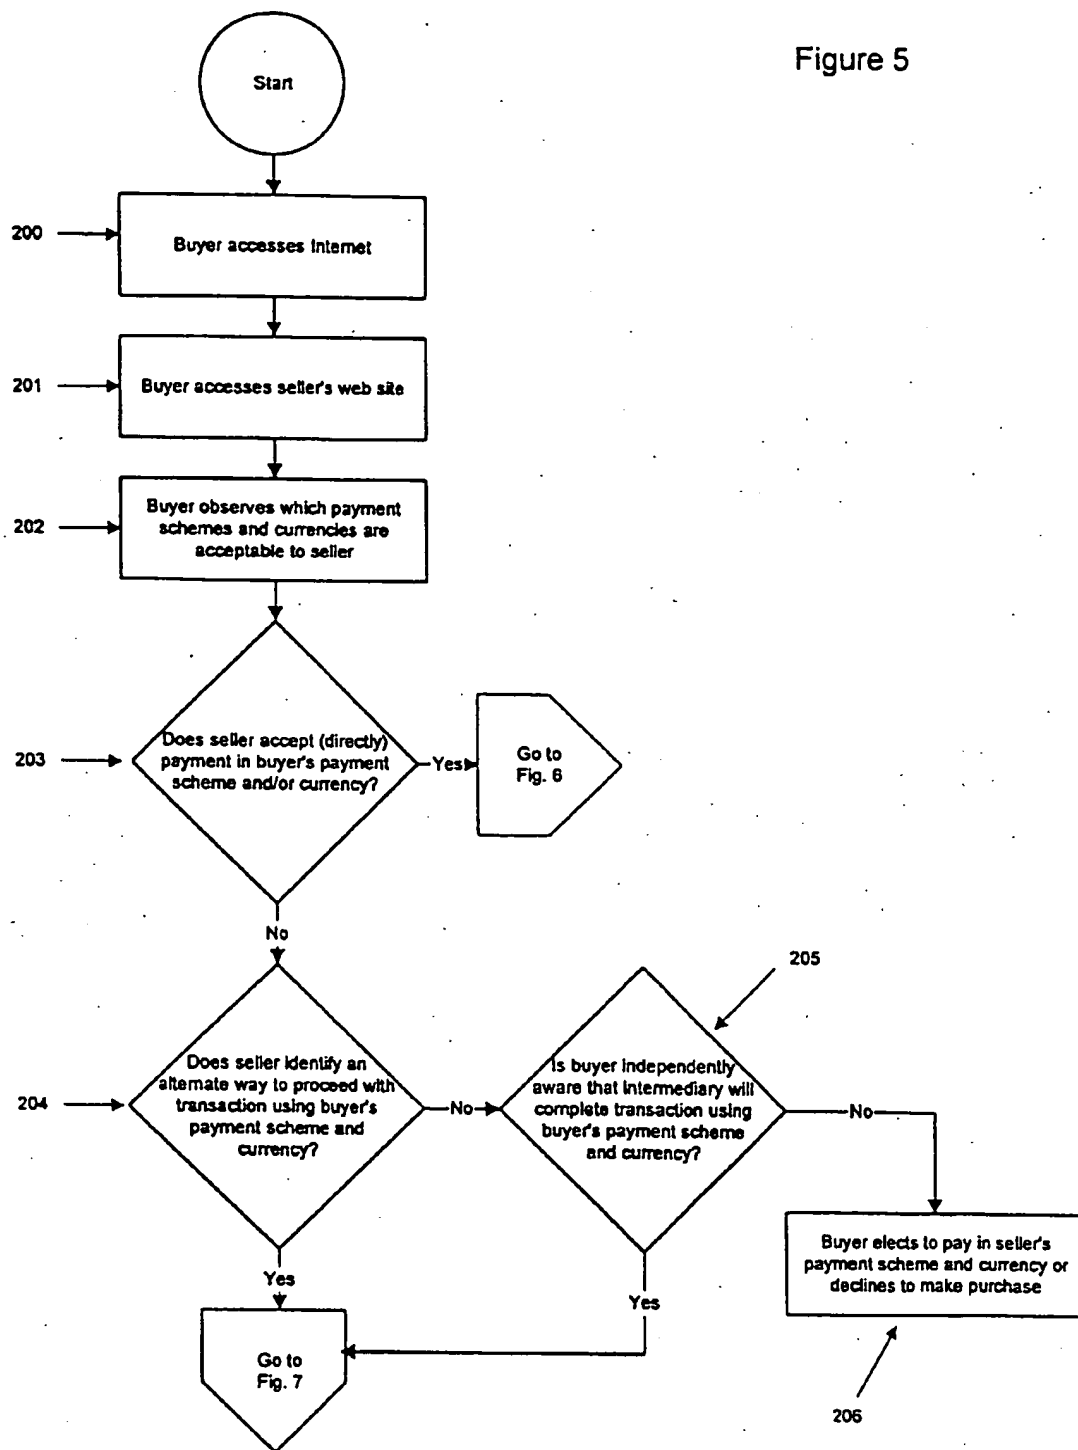 Figure 5
Start
200
Buyer accesses Internet
201
Buyer accesses seller's web site
202
Buyer observes which payment
schemes and currencies are
acceptable to seller
203
Does seller accept (directly)
payment in buyer's payment
scheme and/or currency?
Yes
Go to
Fig. 6
No
205
204
Does seller identify an
alternate way to proceed with
transaction using buyer's
payment scheme and
currency?
No
Is buyer independently
aware that intermediary will
complete transaction using
buyer's payment scheme
and currency?
No
Buyer elects to pay in seller's
payment scheme and currency or
declines to make purchase
206
Yes
Yes
Go to
Fig. 7